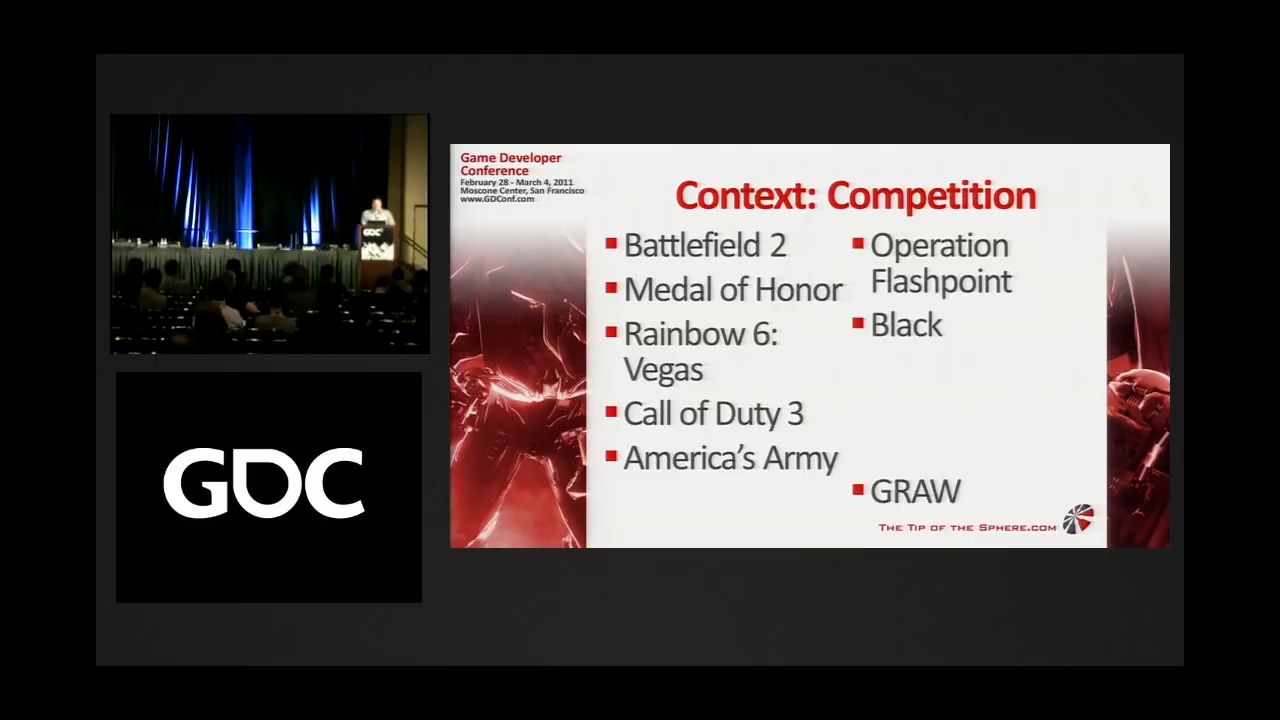 Game Developer
Conference
February 28 - March 4, 2011
Moscone Center, San Francisco
www.GDConf.com
Context: Competition
Battlefield 2
Medal of Honor
Rainbow 6:
Vegas
Call of Duty 3
America's Army
Operation
Flashpoint
Black
GRAW
THE TIP OF THE SPHERE.COM
GDC
GDC